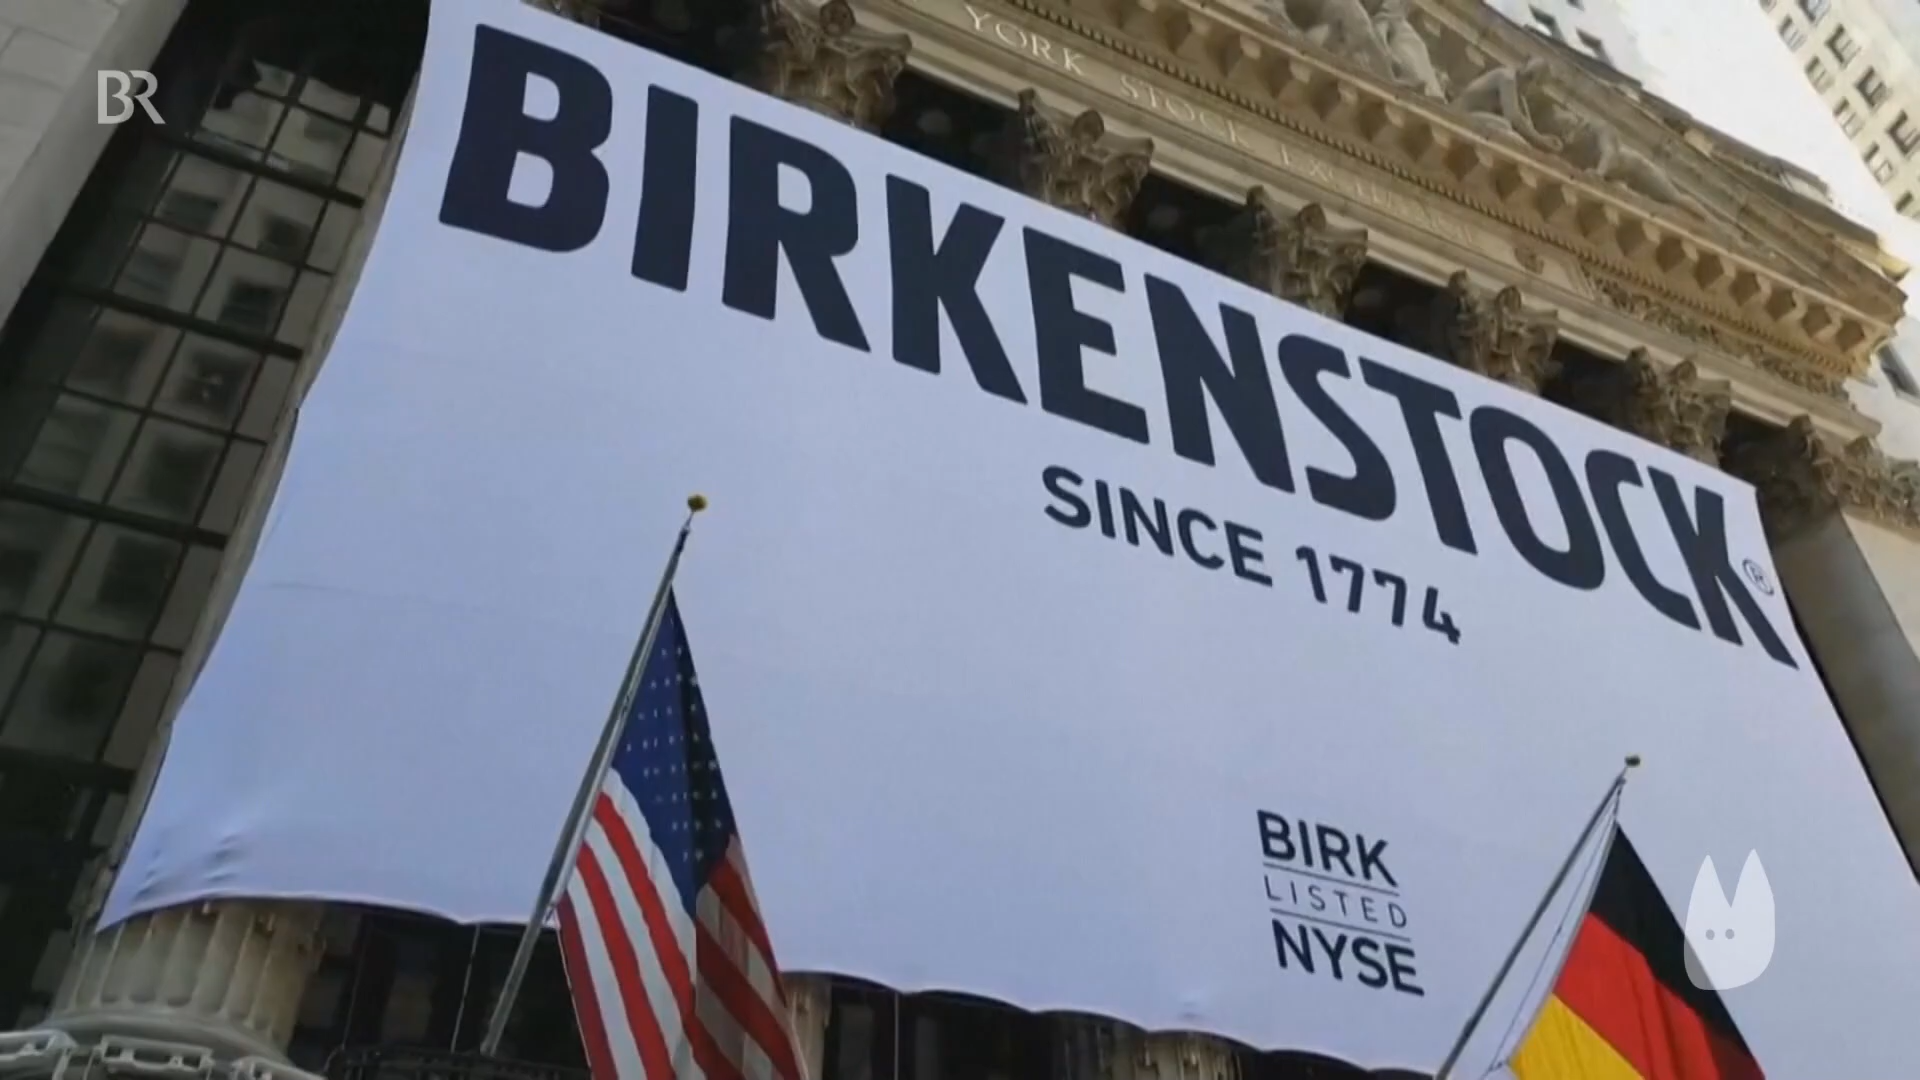 BR
YORK STOCK EXCHANGE
BIRKENSTOCK®
SINCE 1774
BIRK
LISTED
NYSE